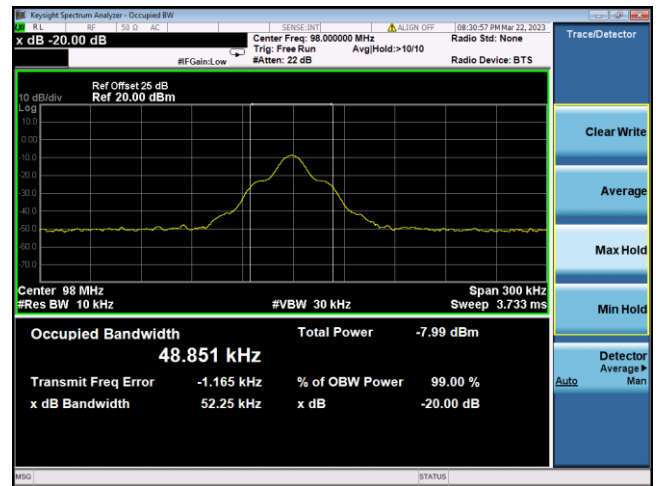 Keysight Spectrum Analyzer - Occupied BW
RL RF 50 Ω AC SENSE:INT ALIGN OFF 08:30:57 PM Mar 22, 2023
x dB -20.00 dB Center Freq: 98.000000 MHz Radio Std: None
Trig: Free Run Avg|Hold:>10/10
#IFGain:Low #Atten: 22 dB Radio Device: BTS
Trace/Detector
Ref Offset 25 dB
10 dB/div Ref 20.00 dBm
Log
10.0
0.00
-10.0
-20.0
-30.0
-40.0
-50.0
-60.0
-70.0
Center 98 MHz Span 300 kHz
#Res BW 10 kHz #VBW 30 kHz Sweep 3.733 ms
Occupied Bandwidth Total Power -7.99 dBm
48.851 kHz
Transmit Freq Error -1.165 kHz % of OBW Power 99.00 %
x dB Bandwidth 52.25 kHz x dB -20.00 dB
Clear Write
Average
Max Hold
Min Hold
Detector
Average▶
Auto Man
MSG STATUS